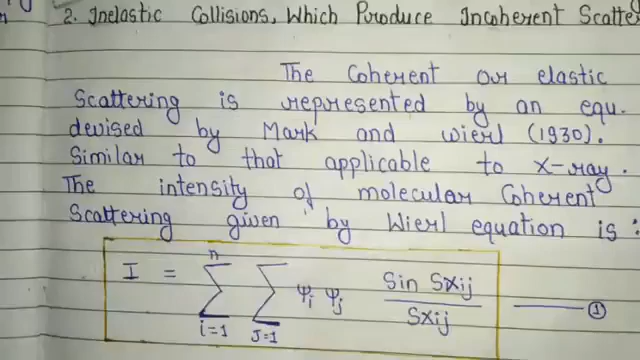 2. Inelastic Collisions, Which Produce Incoherent Scatte
The Coherent or elastic
Scattering is represented by an equ.
devised by Mark and Wierl (1930).
Similar to that applicable to x-ray.
The intensity of molecular Coherent
Scattering given by Wierl equation is :
I = n∑i=1 ∑J=1 ψi ψj Sin Sxij / Sxij —— ①